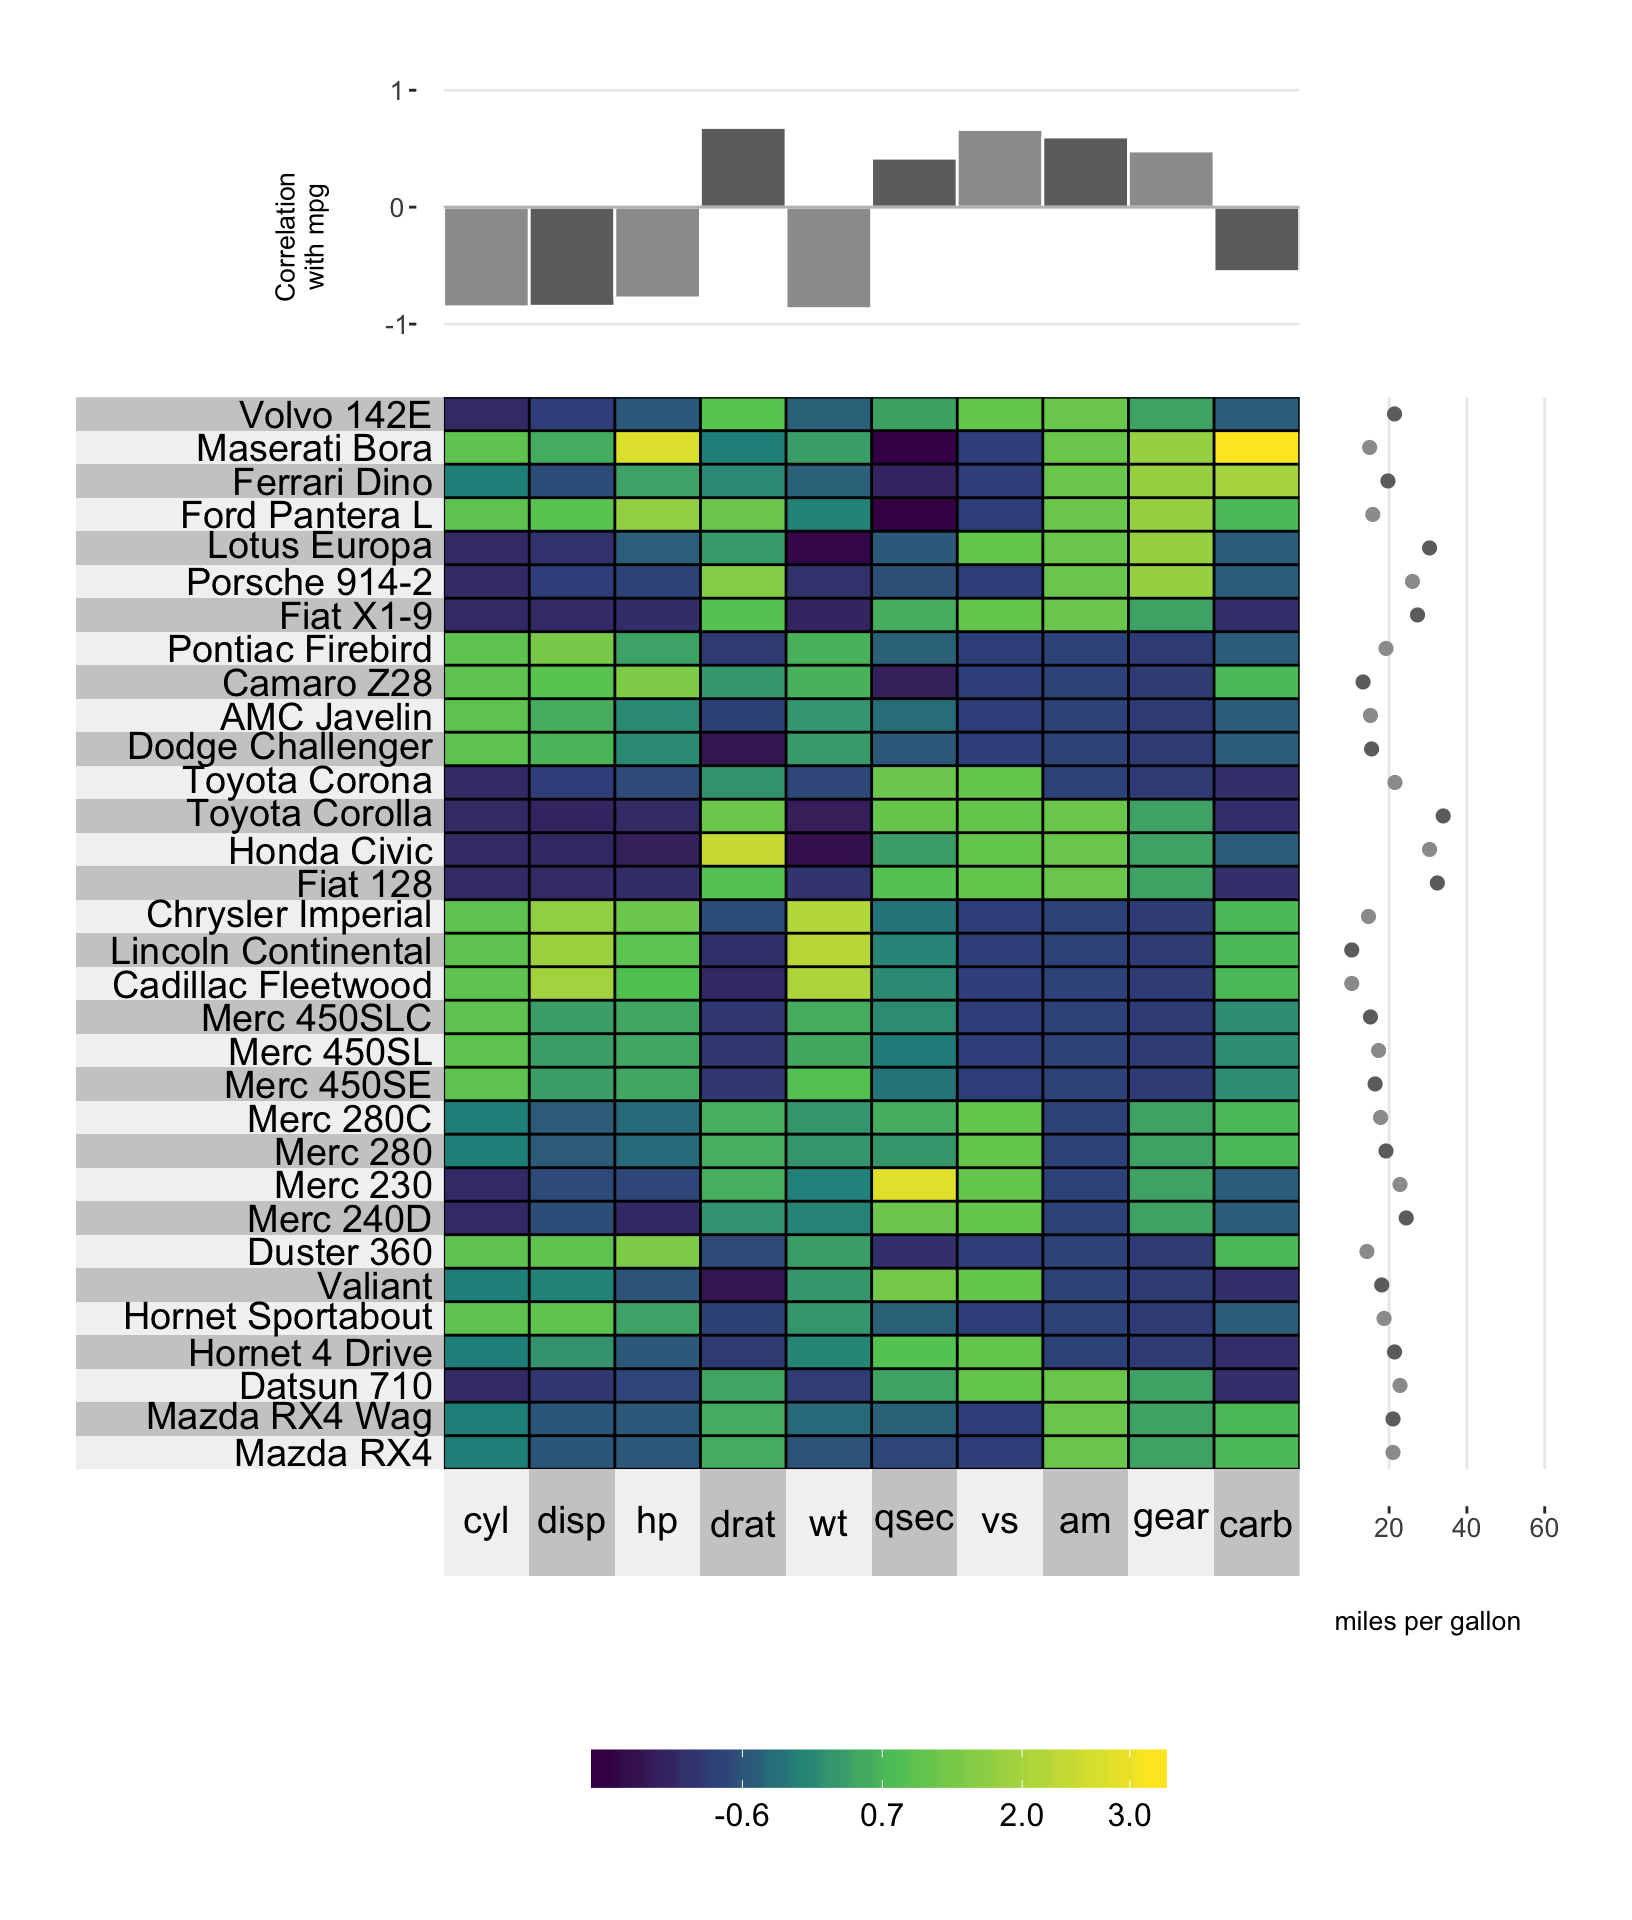 1
Correlation
with mpg
0
-1
Volvo 142E
Maserati Bora
Ferrari Dino
Ford Pantera L
Lotus Europa
Porsche 914-2
Fiat X1-9
Pontiac Firebird
Camaro Z28
AMC Javelin
Dodge Challenger
Toyota Corona
Toyota Corolla
Honda Civic
Fiat 128
Chrysler Imperial
Lincoln Continental
Cadillac Fleetwood
Merc 450SLC
Merc 450SL
Merc 450SE
Merc 280C
Merc 280
Merc 230
Merc 240D
Duster 360
Valiant
Hornet Sportabout
Hornet 4 Drive
Datsun 710
Mazda RX4 Wag
Mazda RX4
cyl disp hp drat wt qsec vs am gear carb
20 40 60
miles per gallon
-0.6 0.7 2.0 3.0